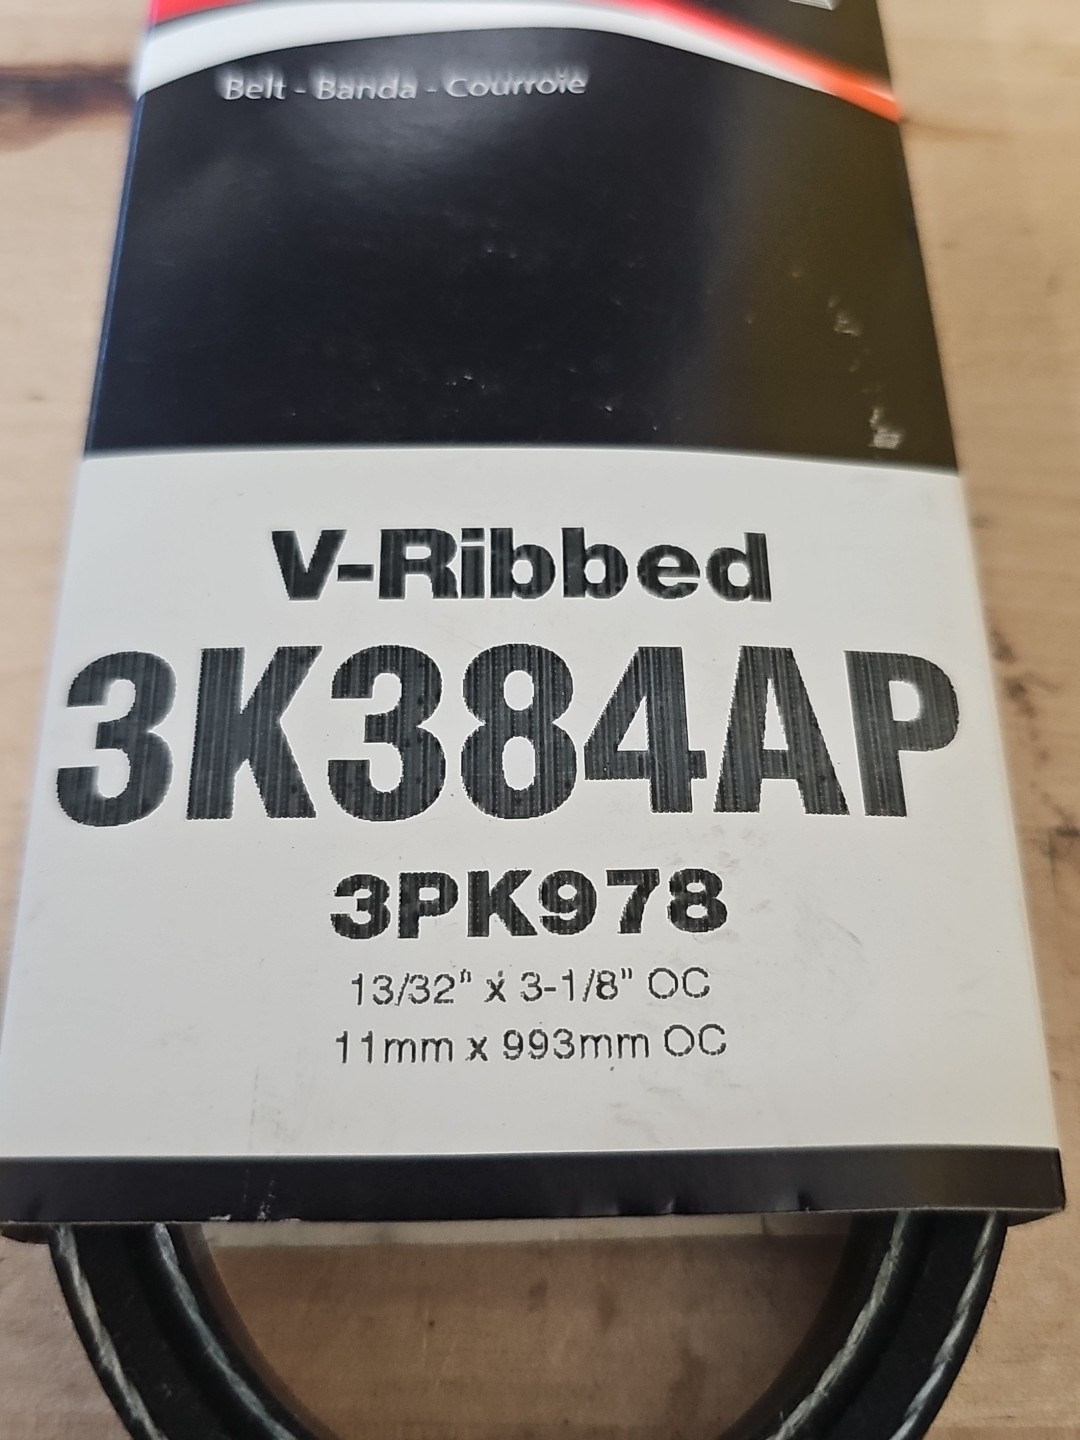 Belt - Banda - Courroie
V-Ribbed
3K384AP
3PK978
13/32" x 3-1/8" OC
11mm x 993mm OC